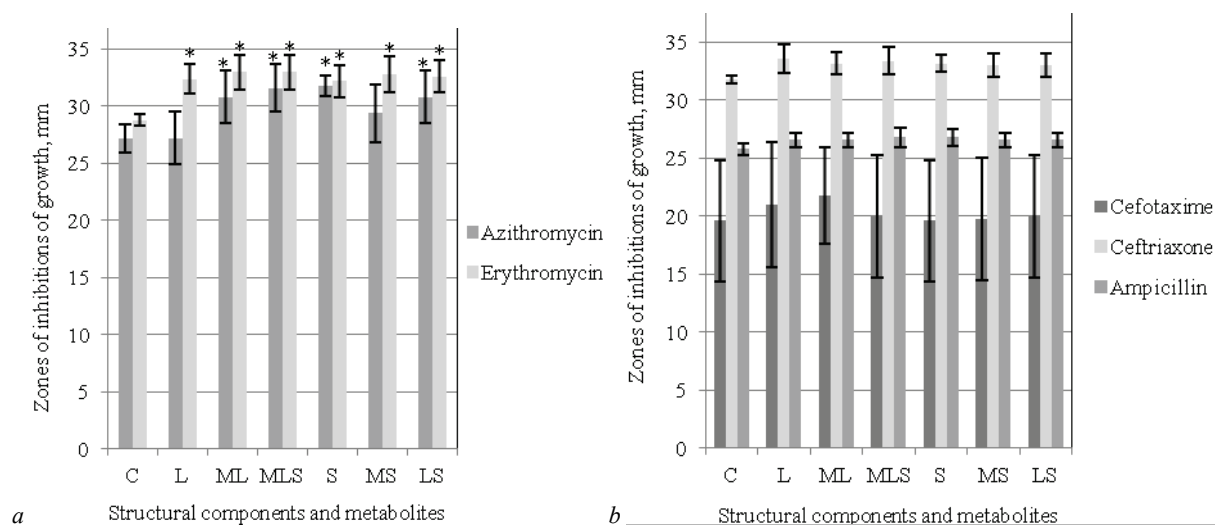 Zones of inhibitions of growth, mm
35
30
25
20
15
10
5
0
* * * * * * * * * * *
C L ML MLS S MS LS
Structural components and metabolites
Azithromycin
Erythromycin
a
Zones of inhibitions of growth, mm
35
30
25
20
15
10
5
0
C L ML MLS S MS LS
Structural components and metabolites
Cefotaxime
Ceftriaxone
Ampicillin
b